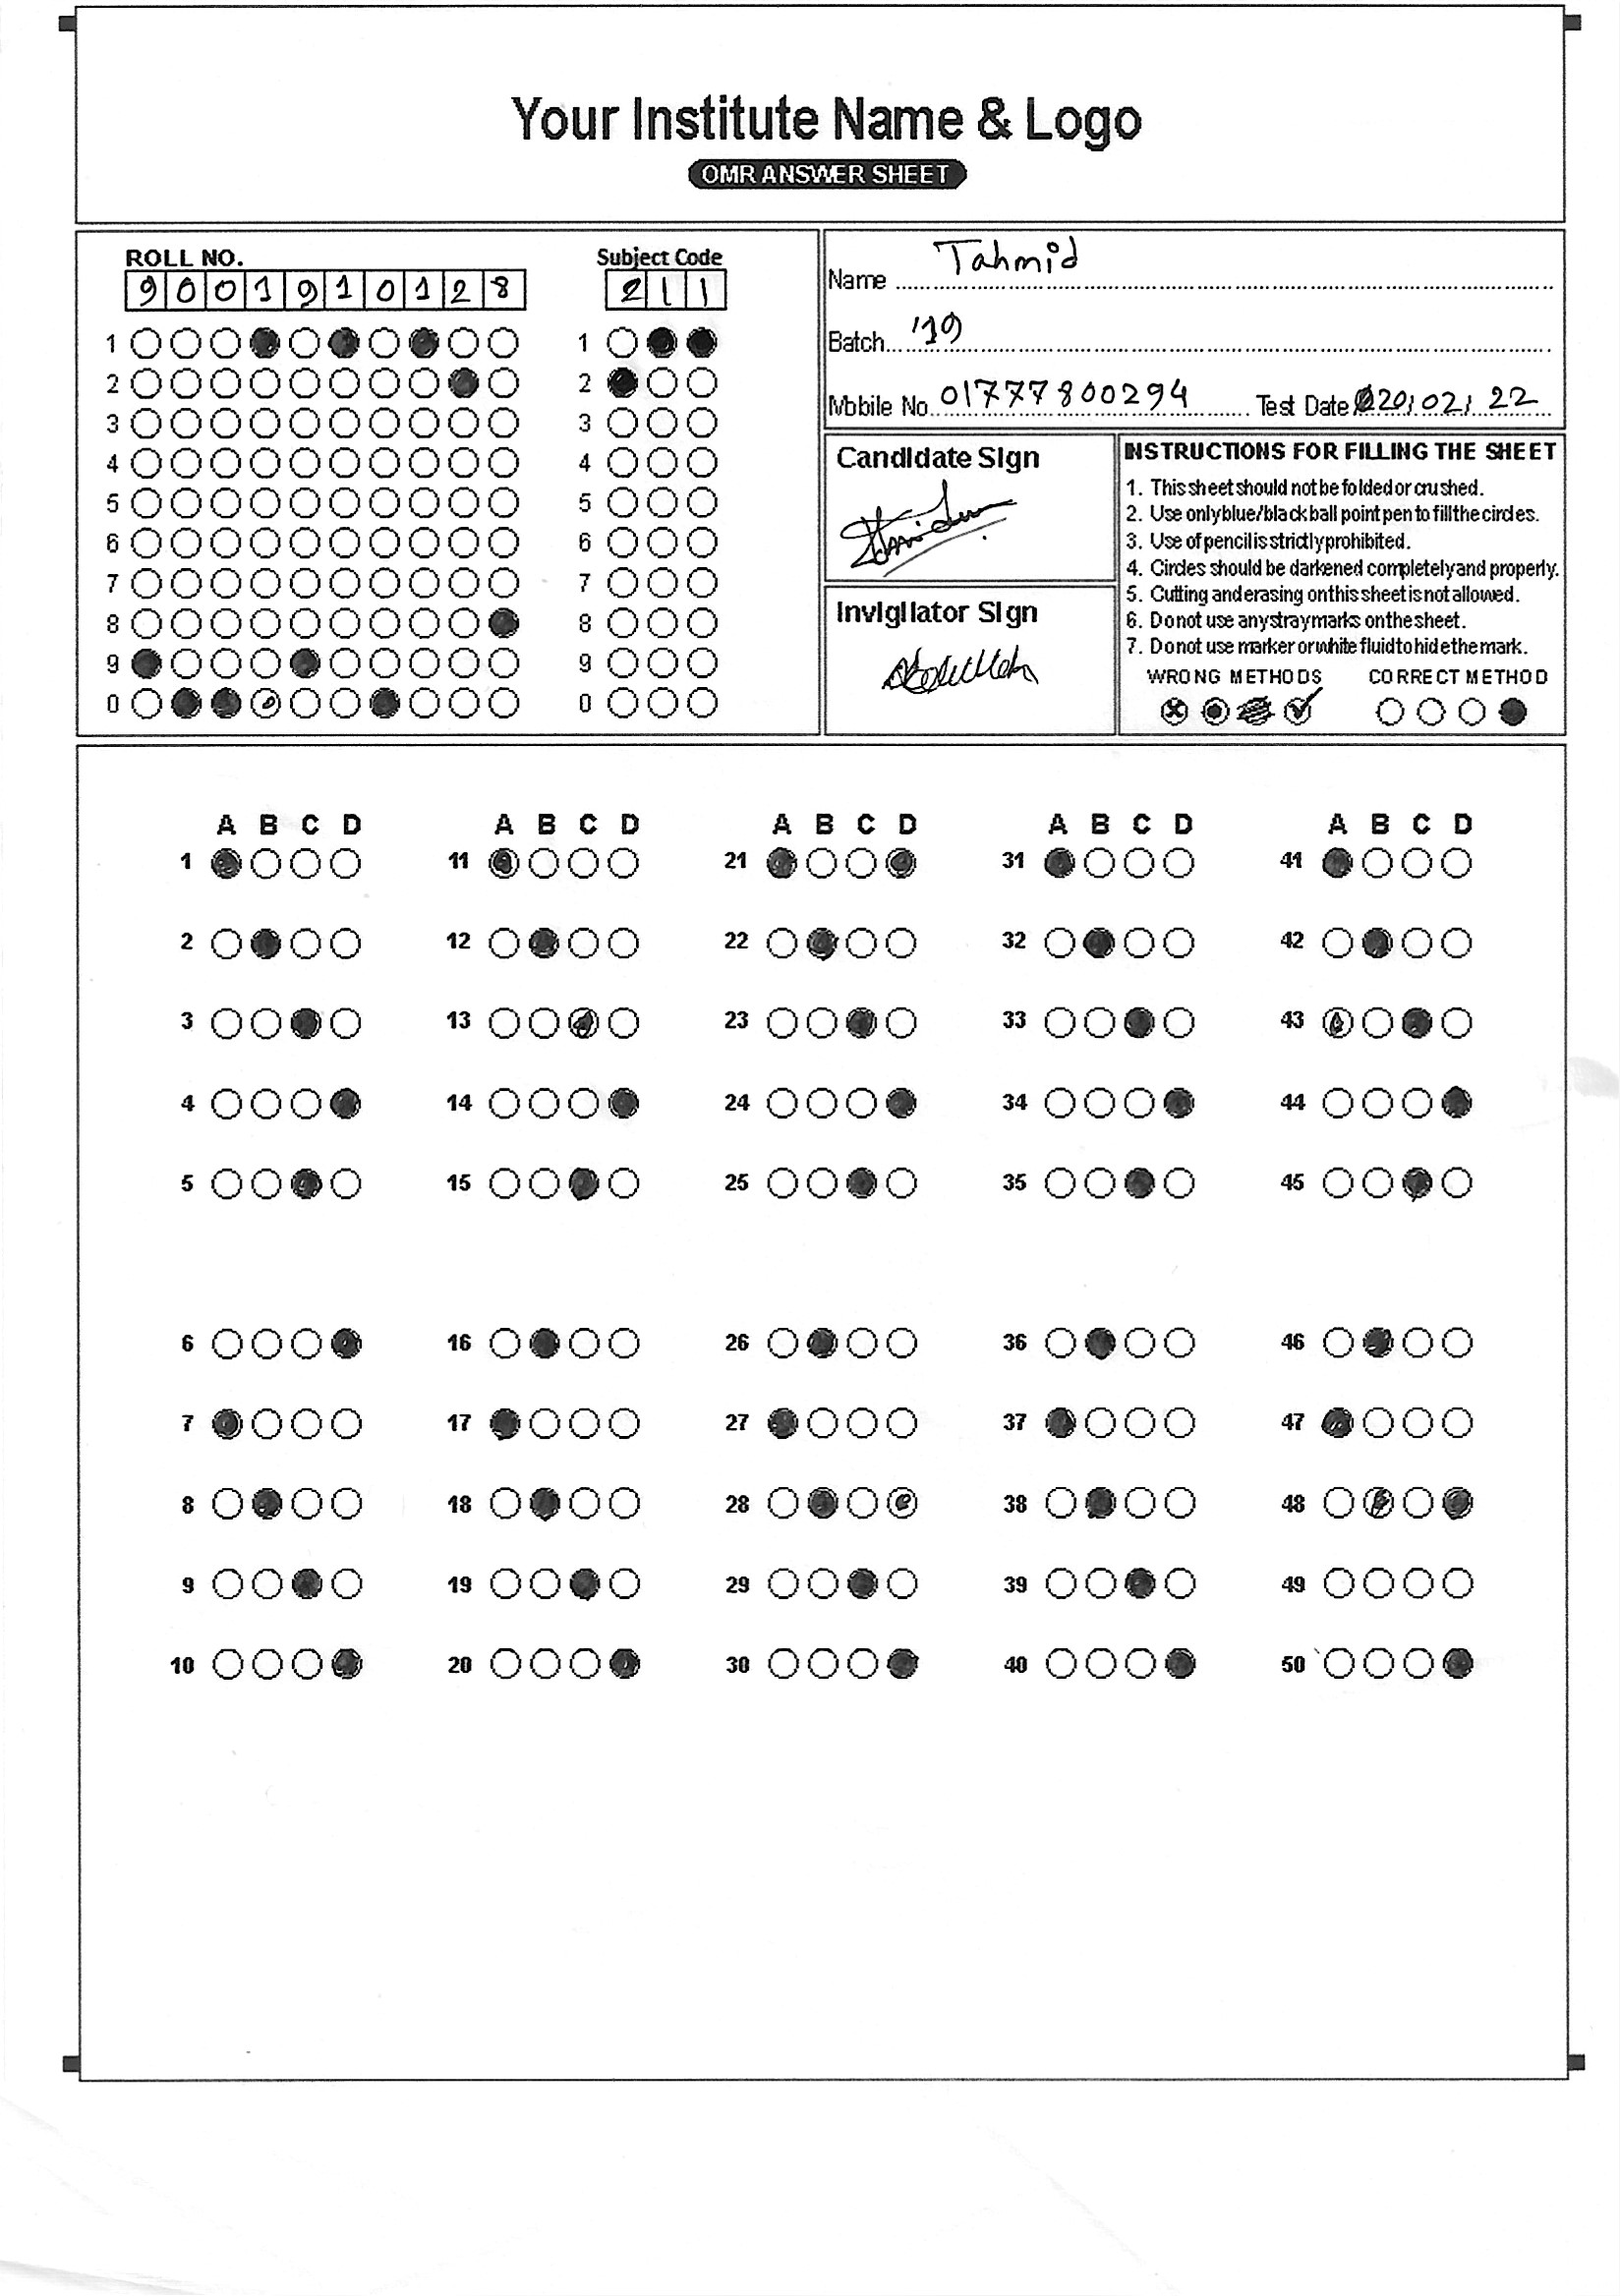 Your Institute Name & Logo
OMR ANSWER SHEET
ROLL NO.
9 0 0 1 9 1 0 1 2 8
Subject Code
2 1 1
1 1
2 2
3 3
4 4
5 5
6 6
7 7
8 8
9 9
0 0
Name Tahmid
Batch '19
Mobile No. 01777800294 Test Date 20, 02, 22
Candidate Sign
Invigilator Sign
INSTRUCTIONS FOR FILLING THE SHEET
1. This sheet should not be folded or crushed.
2. Use only blue/black ball point pen to fill the circles.
3. Use of pencil is strictly prohibited.
4. Circles should be darkened completely and properly.
5. Cutting and erasing on this sheet is not allowed.
6. Do not use any stray marks on the sheet.
7. Do not use marker or white fluid to hide the mark.
WRONG METHODS CORRECT METHOD
A B C D A B C D A B C D A B C D A B C D
1 11 21 31 41
2 12 22 32 42
3 13 23 33 43
4 14 24 34 44
5 15 25 35 45
6 16 26 36 46
7 17 27 37 47
8 18 28 38 48
9 19 29 39 49
10 20 30 40 50